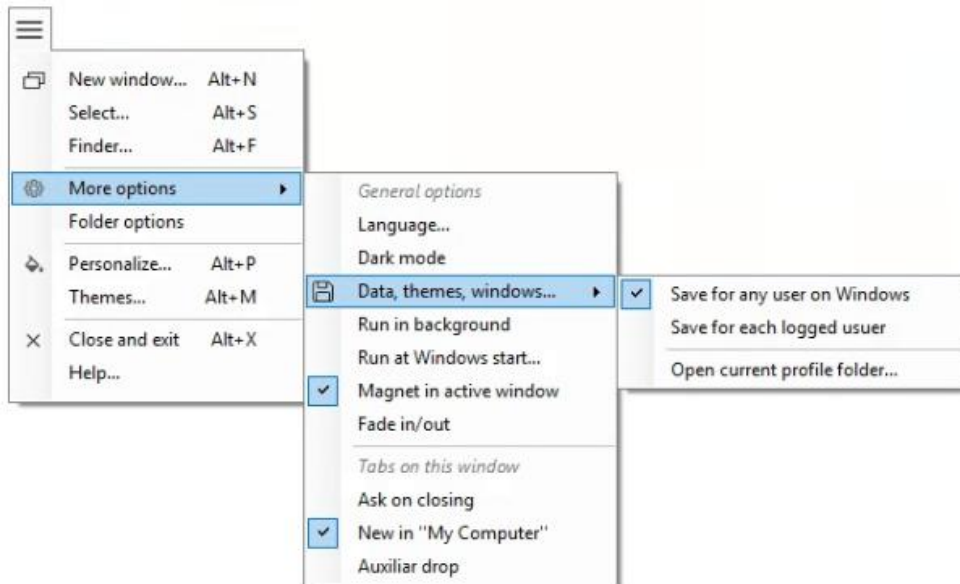 New window... Alt+N
Select... Alt+S
Finder... Alt+F
More options
Folder options
Personalize... Alt+P
Themes... Alt+M
Close and exit Alt+X
Help...
General options
Language...
Dark mode
Data, themes, windows...
Run in background
Run at Windows start...
Magnet in active window
Fade in/out
Tabs on this window
Ask on closing
New in "My Computer"
Auxiliar drop
Save for any user on Windows
Save for each logged usuer
Open current profile folder...